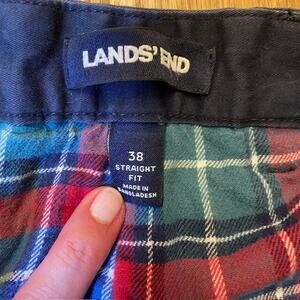 LANDS' END
38
STRAIGHT
FIT
MADE IN
BANGLADESH